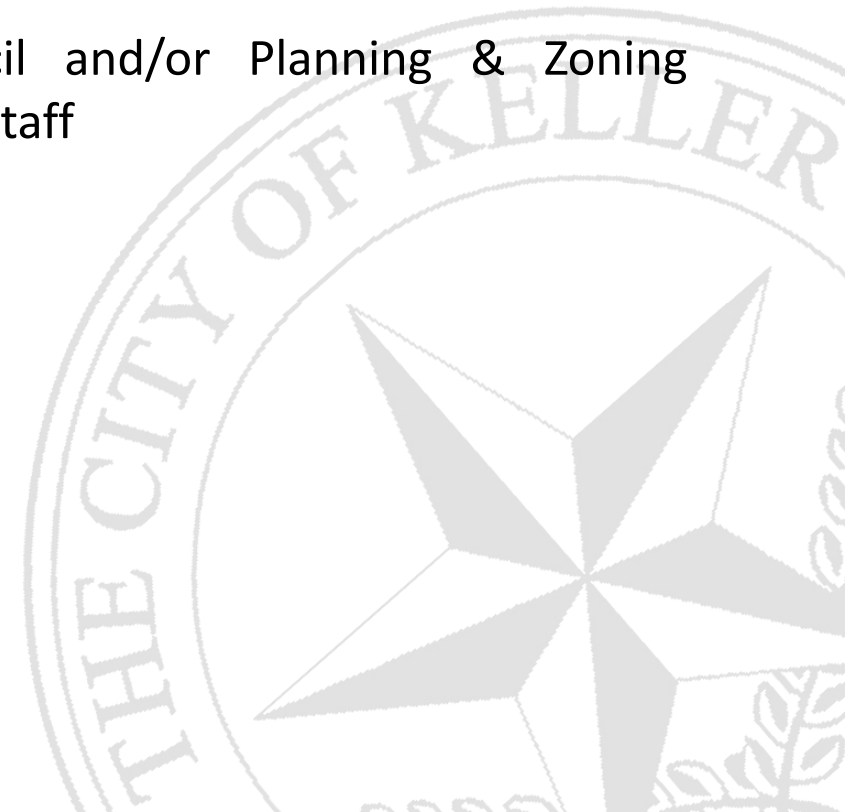 cil and/or Planning & Zoning
taff
THE CITY OF KELLER